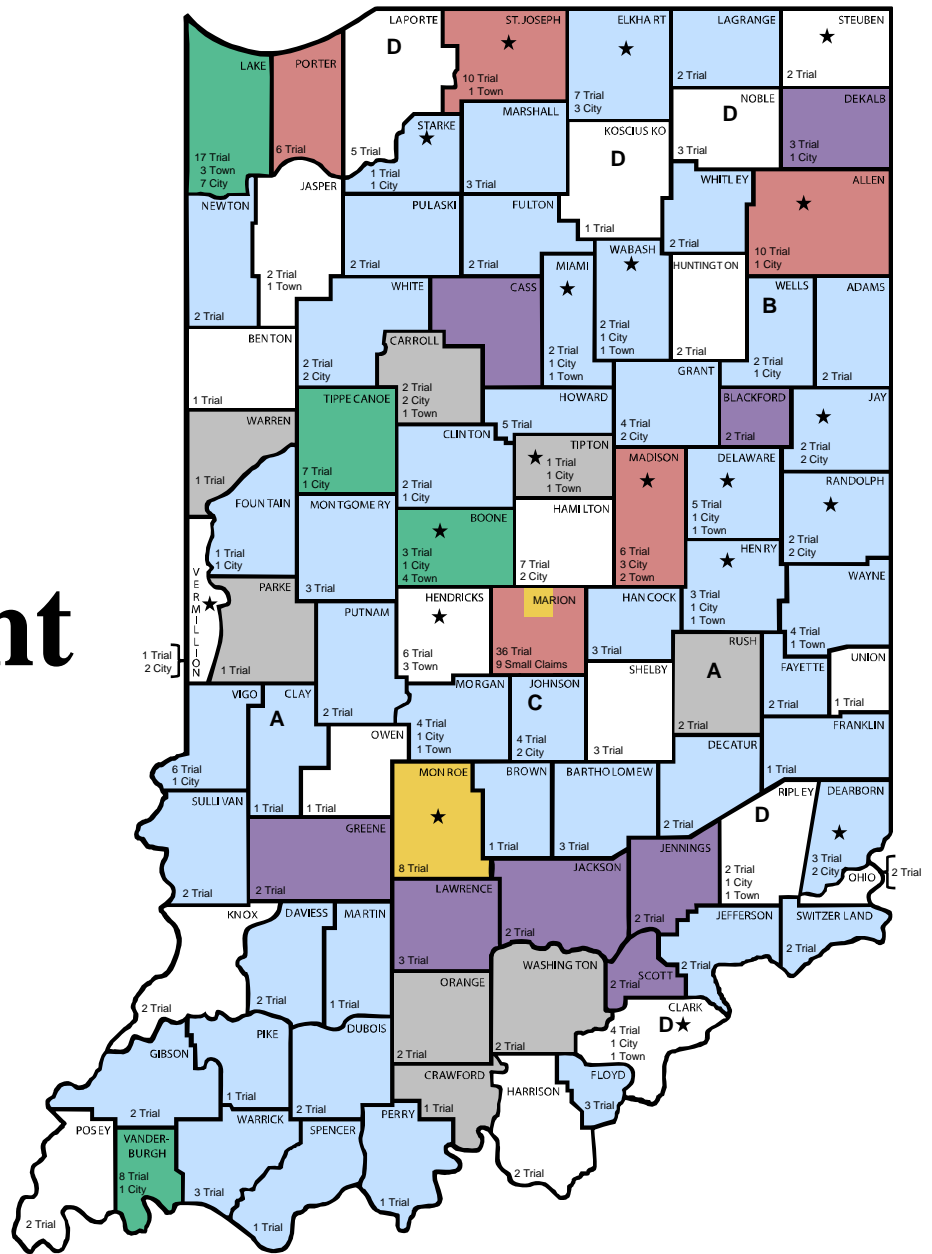 LAPORTE
D
5 Trial
ST. JOSEPH
10 Trial
1 Town
ELKHART
7 Trial
3 City
LAGRANGE
2 Trial
STEUBEN
2 Trial
LAKE
17 Trial
3 Town
7 City
PORTER
6 Trial
STARKE
1 Trial
1 City
MARSHALL
3 Trial
KOSCIUSKO
D
1 Trial
NOBLE
D
3 Trial
DEKALB
3 Trial
1 City
NEWTON
2 Trial
JASPER
2 Trial
1 Town
PULASKI
2 Trial
FULTON
2 Trial
WHITLEY
2 Trial
ALLEN
10 Trial
1 City
WHITE
2 Trial
2 City
CASS
MIAMI
2 Trial
1 City
1 Town
WABASH
2 Trial
1 City
1 Town
HUNTINGTON
2 Trial
WELLS
B
2 Trial
1 City
ADAMS
2 Trial
BENTON
1 Trial
CARROLL
2 Trial
2 City
1 Town
GRANT
4 Trial
2 City
BLACKFORD
2 Trial
JAY
2 Trial
2 City
WARREN
1 Trial
TIPPECANOE
7 Trial
1 City
CLINTON
2 Trial
1 City
HOWARD
5 Trial
TIPTON
1 Trial
1 City
1 Town
MADISON
6 Trial
3 City
2 Town
DELAWARE
5 Trial
1 City
1 Town
RANDOLPH
2 Trial
2 City
FOUNTAIN
1 Trial
1 City
MONTGOMERY
3 Trial
BOONE
3 Trial
1 City
4 Town
HAMILTON
7 Trial
2 City
HENRY
3 Trial
1 City
1 Town
WAYNE
4 Trial
1 Town
nt
VERMILLION
1 Trial
2 City
PARKE
1 Trial
PUTNAM
2 Trial
HENDRICKS
6 Trial
3 Town
MARION
36 Trial
9 Small Claims
HANCOCK
3 Trial
SHELBY
3 Trial
RUSH
A
2 Trial
FAYETTE
2 Trial
UNION
1 Trial
VIGO
6 Trial
1 City
CLAY
A
1 Trial
OWEN
1 Trial
MORGAN
4 Trial
1 City
1 Town
JOHNSON
C
4 Trial
2 City
DECATUR
2 Trial
FRANKLIN
1 Trial
SULLIVAN
2 Trial
GREENE
2 Trial
MONROE
8 Trial
BROWN
1 Trial
BARTHOLOMEW
3 Trial
RIPLEY
D
2 Trial
1 City
1 Town
DEARBORN
3 Trial
2 City
OHIO
2 Trial
KNOX
2 Trial
DAVIESS
2 Trial
MARTIN
1 Trial
LAWRENCE
3 Trial
JACKSON
2 Trial
JENNINGS
2 Trial
JEFFERSON
2 Trial
SWITZERLAND
2 Trial
ORANGE
2 Trial
WASHINGTON
2 Trial
SCOTT
2 Trial
CLARK
D
4 Trial
1 City
1 Town
GIBSON
2 Trial
PIKE
1 Trial
DUBOIS
2 Trial
CRAWFORD
1 Trial
HARRISON
2 Trial
FLOYD
3 Trial
POSEY
2 Trial
VANDER-
BURGH
8 Trial
1 City
WARRICK
3 Trial
SPENCER
1 Trial
PERRY
1 Trial